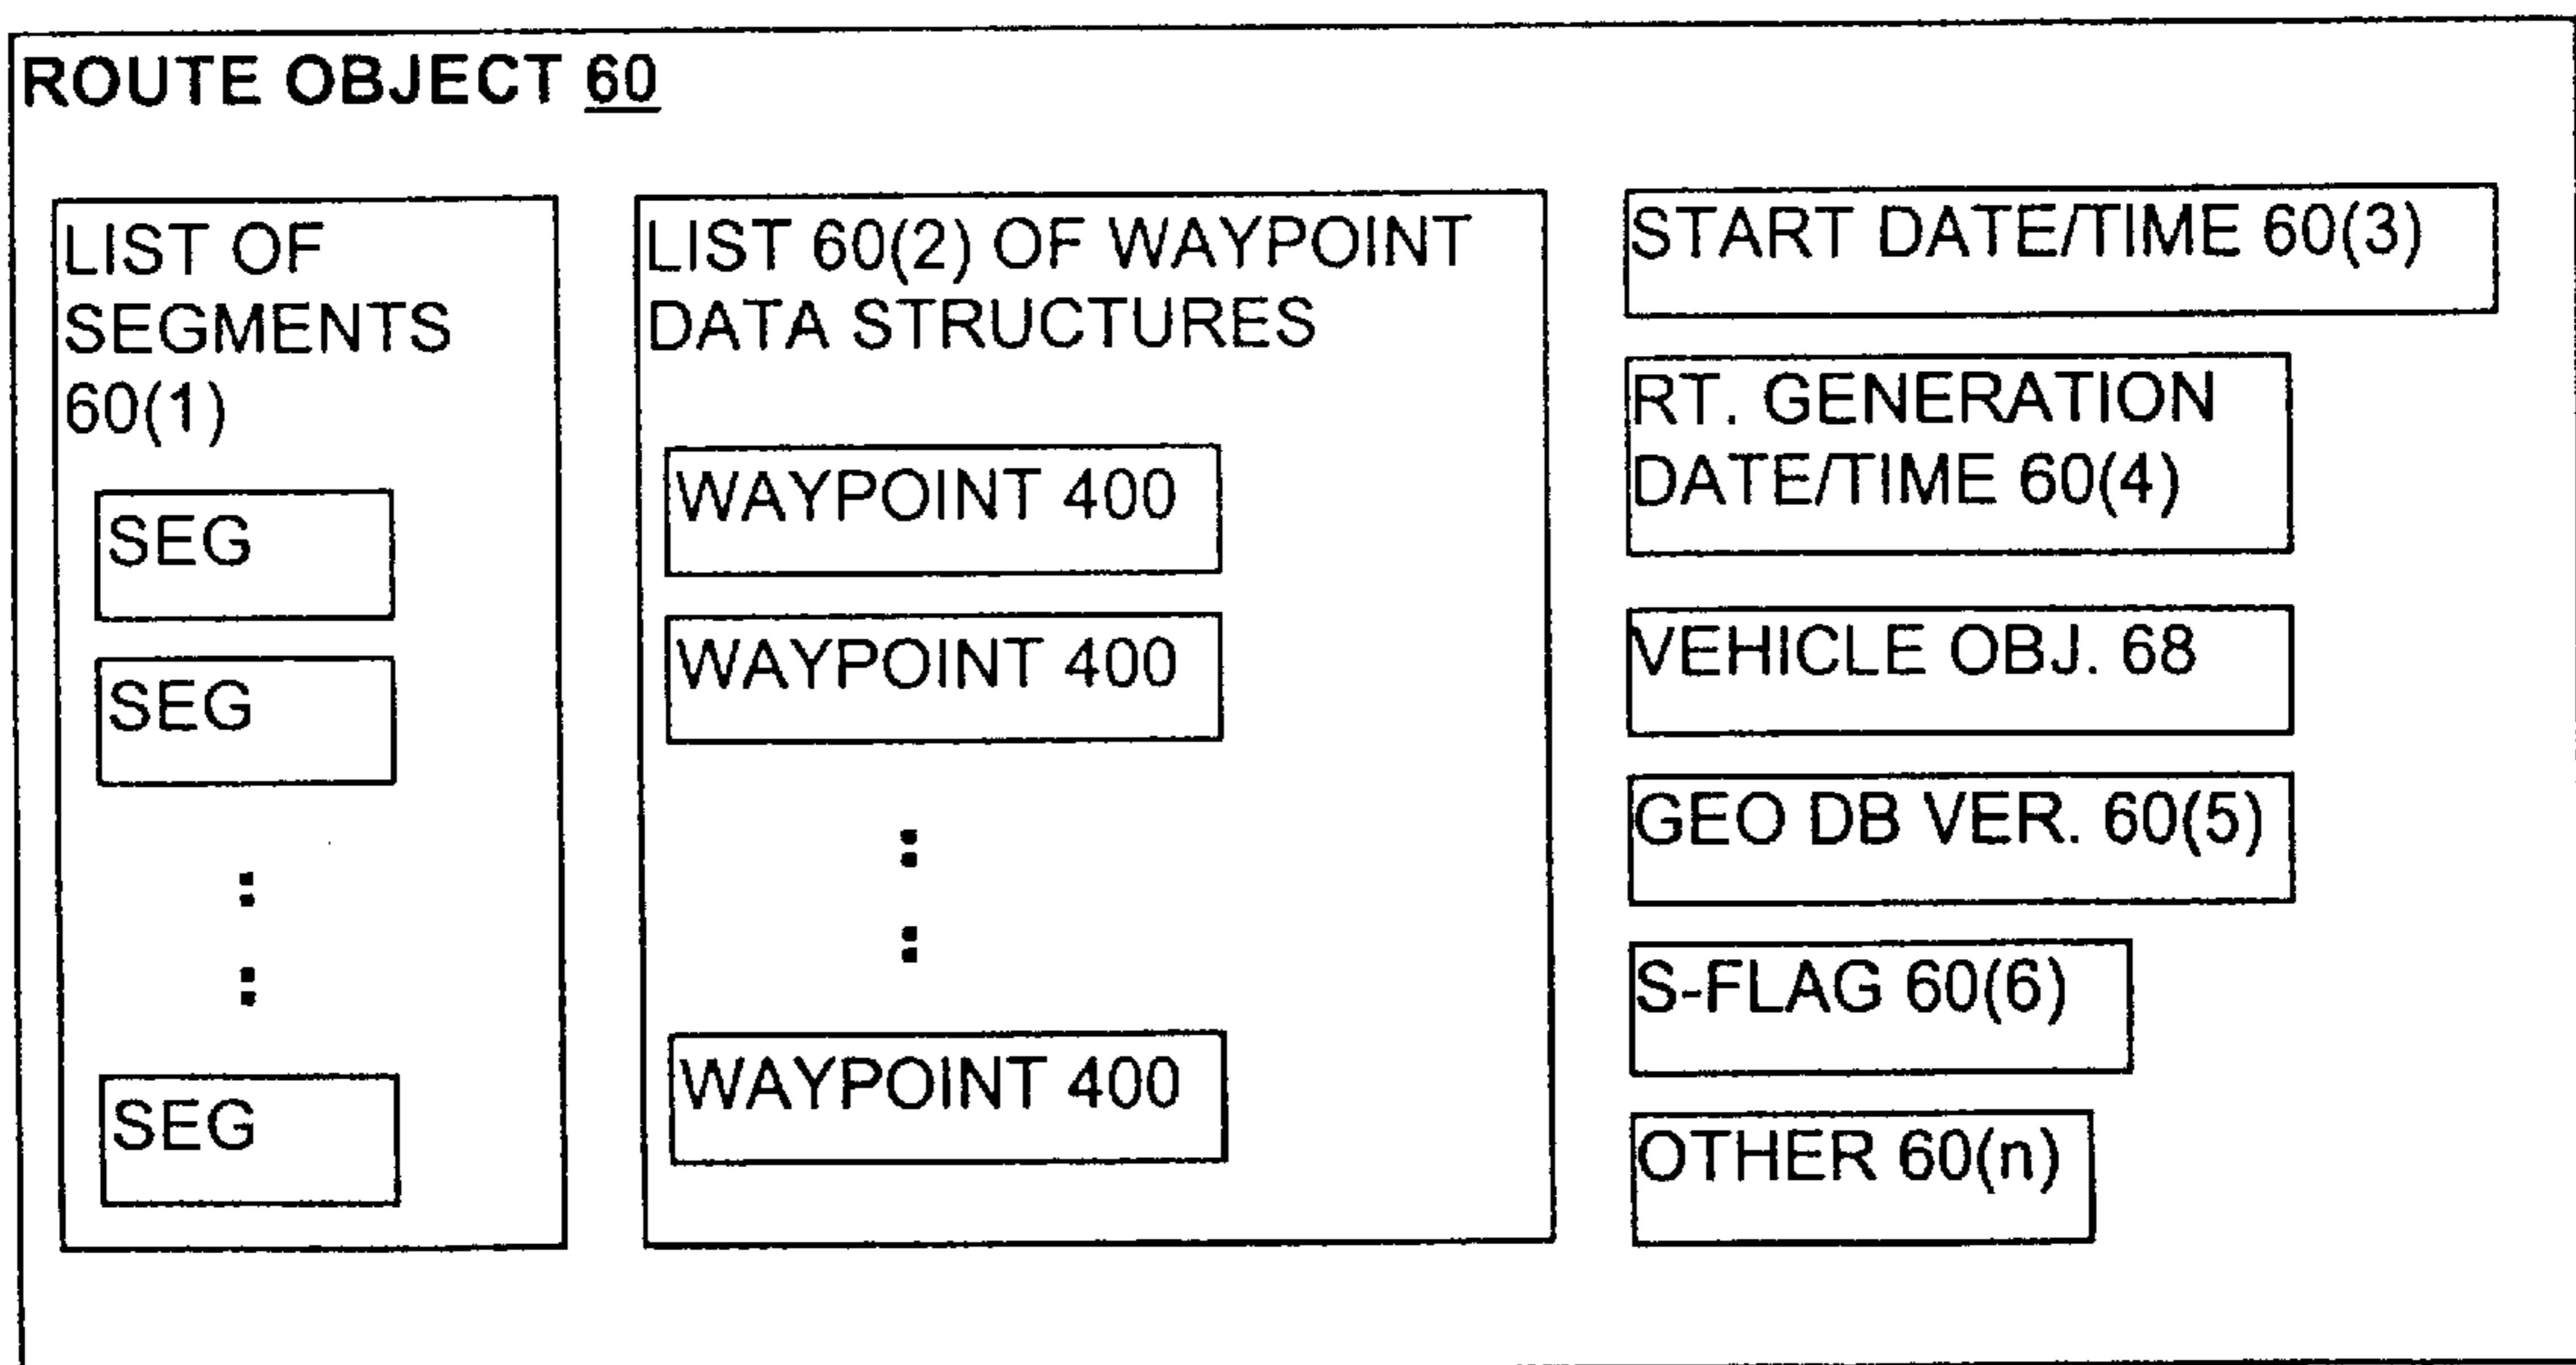 ROUTE OBJECT 60
LIST OF
SEGMENTS
60(1)
SEG
SEG
SEG
LIST 60(2) OF WAYPOINT
DATA STRUCTURES
WAYPOINT 400
WAYPOINT 400
WAYPOINT 400
START DATE/TIME 60(3)
RT. GENERATION
DATE/TIME 60(4)
VEHICLE OBJ. 68
GEO DB VER. 60(5)
S-FLAG 60(6)
OTHER 60(n)